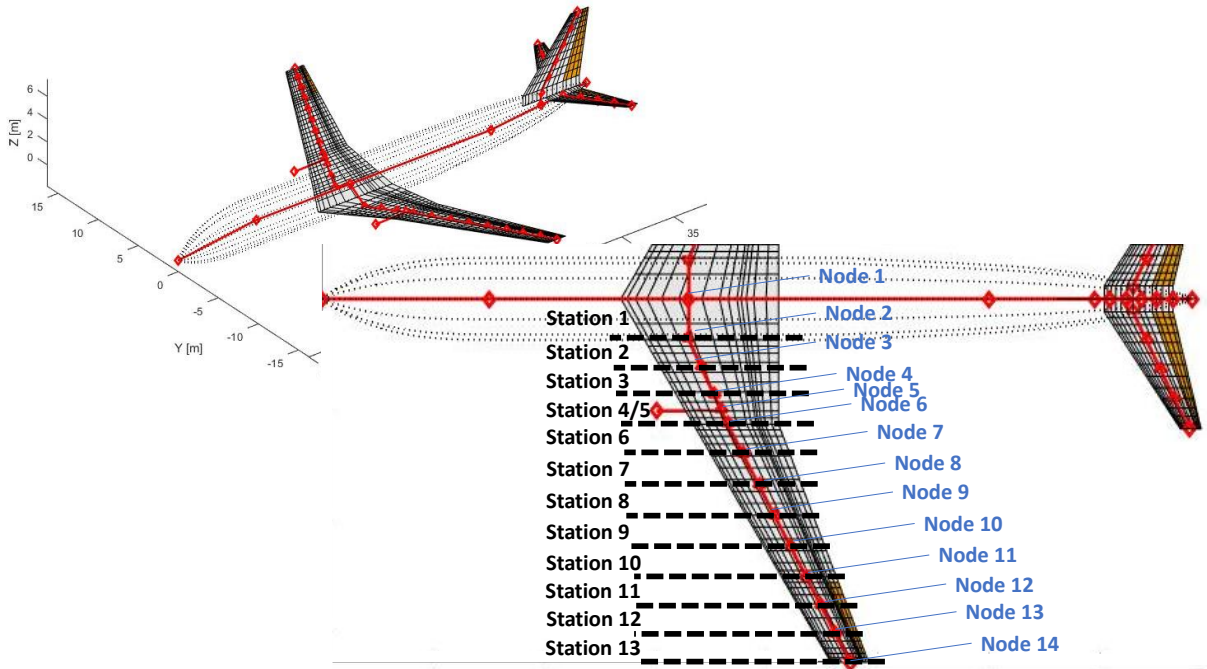 6
4
2
0
Z [m]
15
10
5
0
-5
-10
-15
Y [m]
35
Node 1
Station 1
Node 2
Station 2
Node 3
Station 3
Node 4
Node 5
Station 4/5
Node 6
Station 6
Node 7
Station 7
Node 8
Station 8
Node 9
Station 9
Node 10
Station 10
Node 11
Station 11
Node 12
Station 12
Node 13
Station 13
Node 14